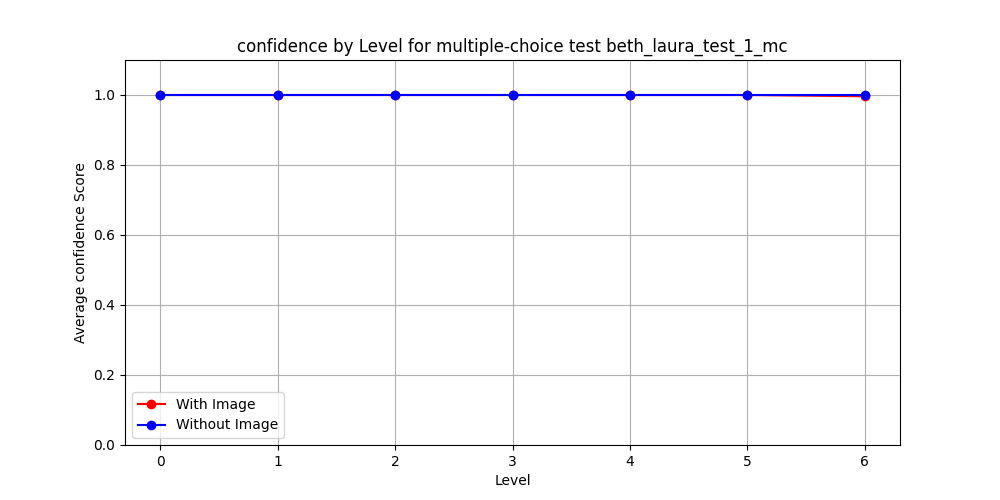 confidence by Level for multiple-choice test beth_laura_test_1_mc
Average confidence Score
1.0
0.8
0.6
0.4
0.2
0.0
With Image
Without Image
0 1 2 3 4 5 6
Level